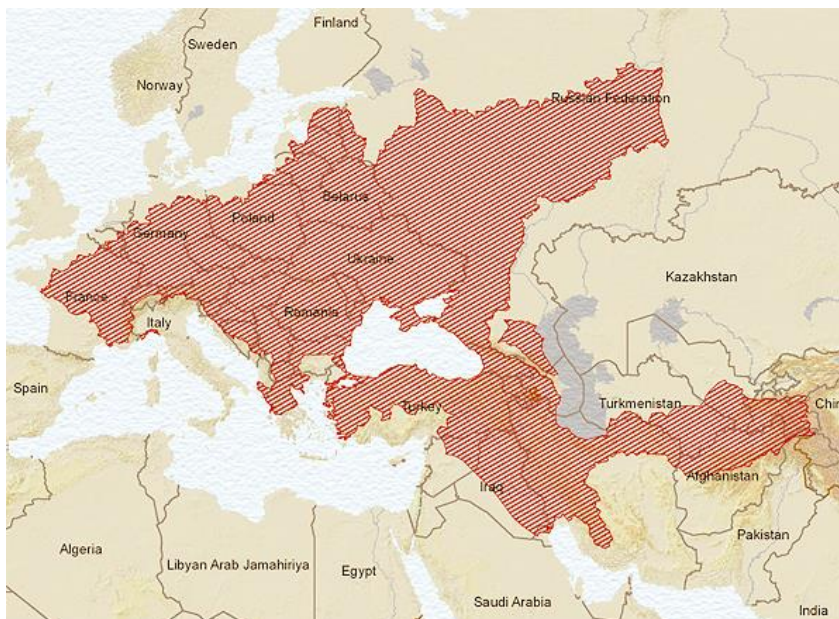 Finland
Sweden
Norway
Russian Federation
Belarus
Poland
Germany
Ukraine
Kazakhstan
France
Romania
Italy
Spain
Turkey
Turkmenistan
Chin
Afghanistan
Iraq
Pakistan
Algeria
Libyan Arab Jamahiriya
Egypt
Saudi Arabia
India